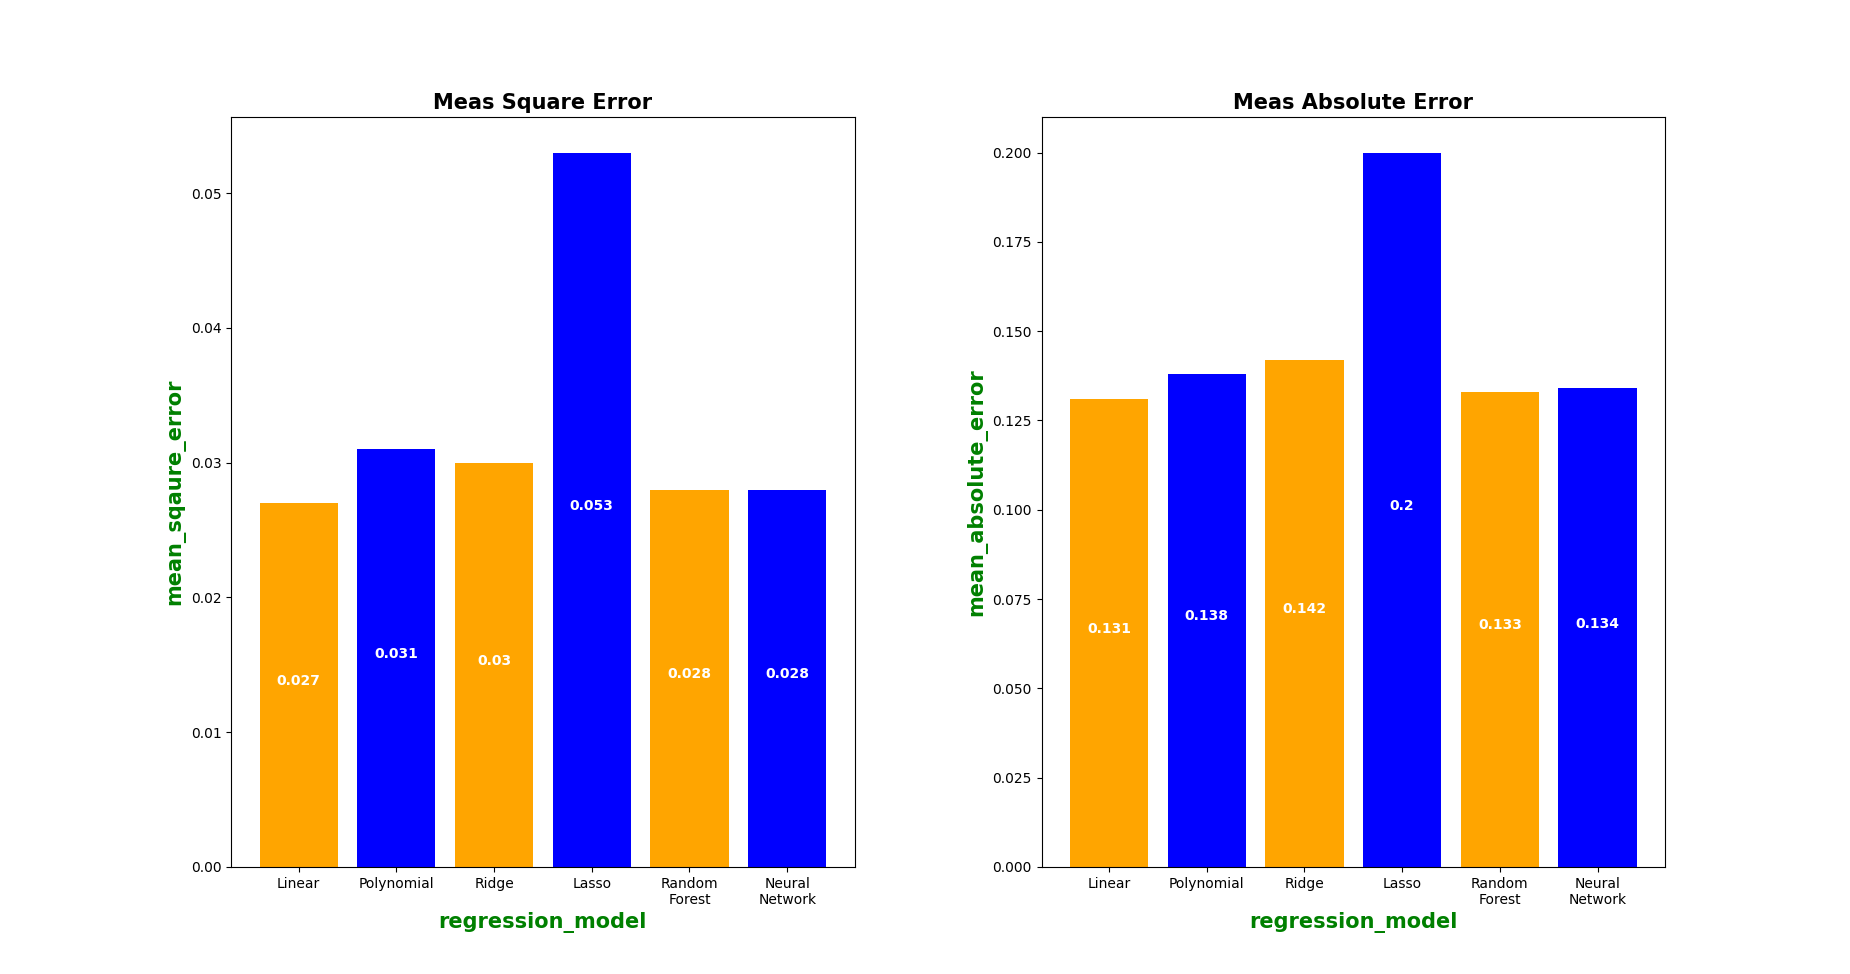 Meas Square Error
mean_sqaure_error
0.05
0.04
0.03
0.02
0.01
0.00
0.027
0.031
0.03
0.053
0.028
0.028
Linear
Polynomial
Ridge
Lasso
Random
Forest
Neural
Network
regression_model
Meas Absolute Error
mean_absolute_error
0.200
0.175
0.150
0.125
0.100
0.075
0.050
0.025
0.000
0.131
0.138
0.142
0.2
0.133
0.134
Linear
Polynomial
Ridge
Lasso
Random
Forest
Neural
Network
regression_model